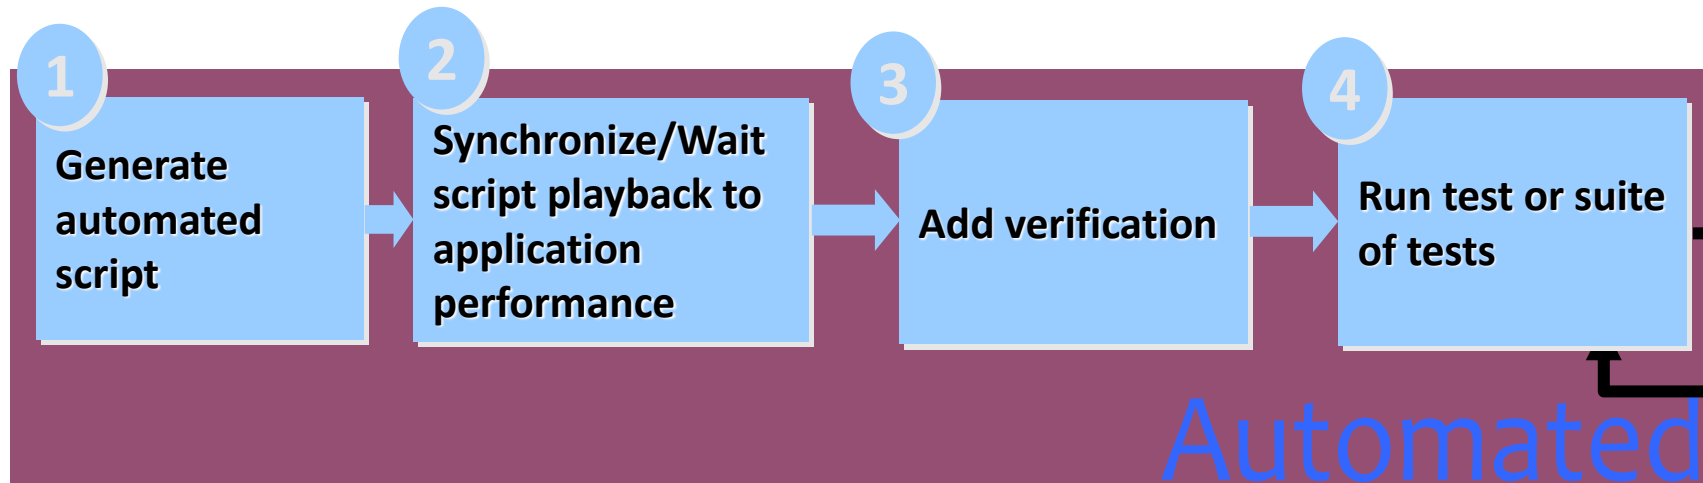 1
Generate
automated
script
2
Synchronize/Wait
script playback to
application
performance
3
Add verification
4
Run test or suite
of tests
Automated